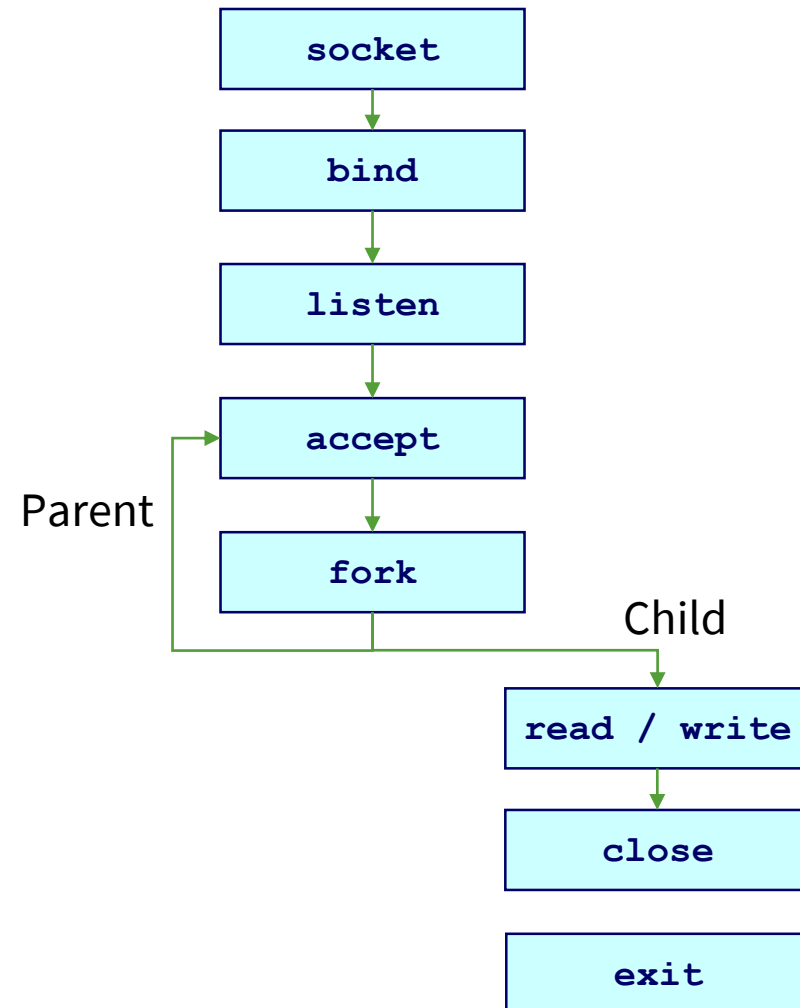 socket
bind
listen
accept
Parent
fork
Child
read / write
close
exit